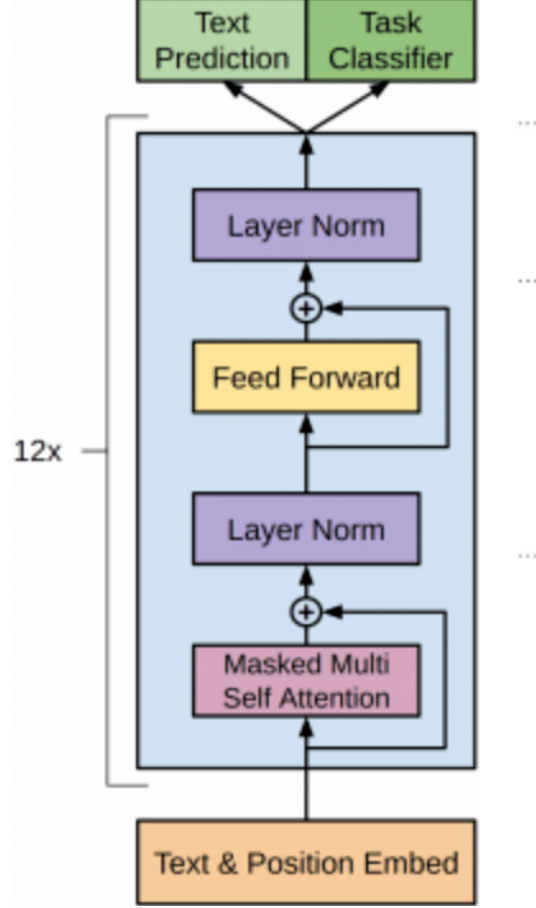 Text
Prediction
Task
Classifier
Layer Norm
Feed Forward
12x
Layer Norm
Masked Multi
Self Attention
Text & Position Embed